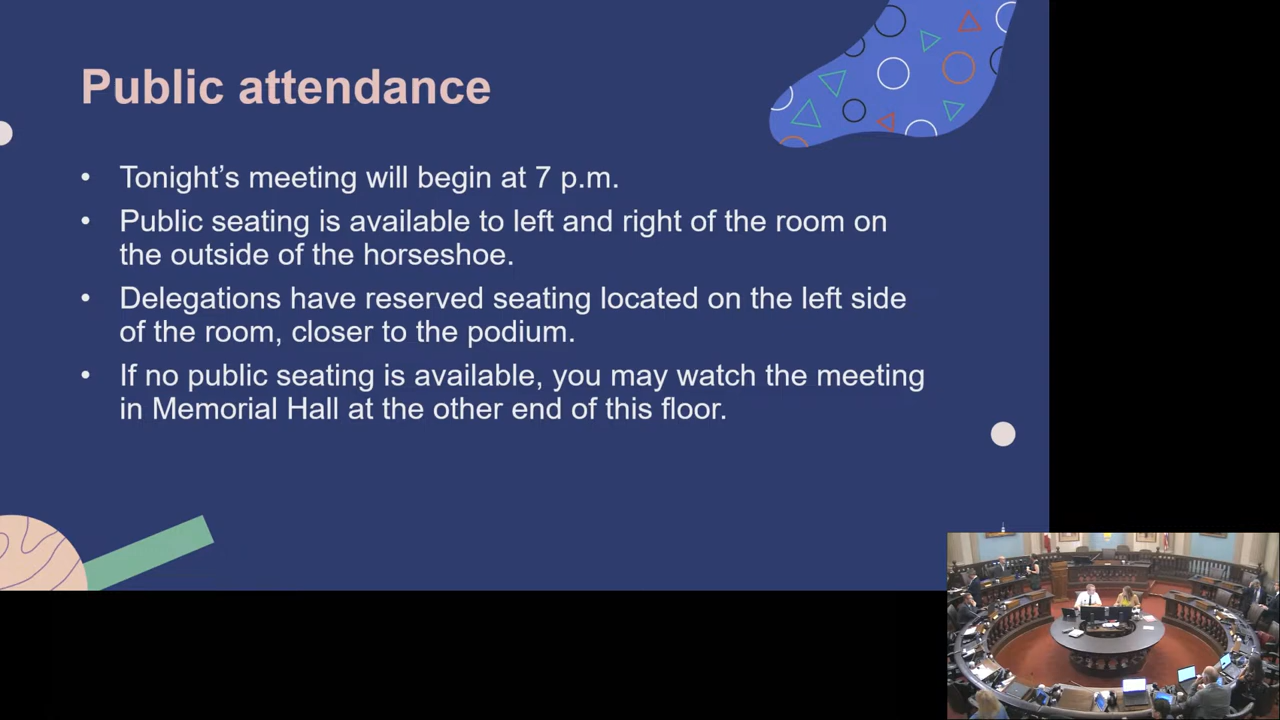 Public attendance
• Tonight’s meeting will begin at 7 p.m.
• Public seating is available to left and right of the room on
the outside of the horseshoe.
• Delegations have reserved seating located on the left side
of the room, closer to the podium.
• If no public seating is available, you may watch the meeting
in Memorial Hall at the other end of this floor.